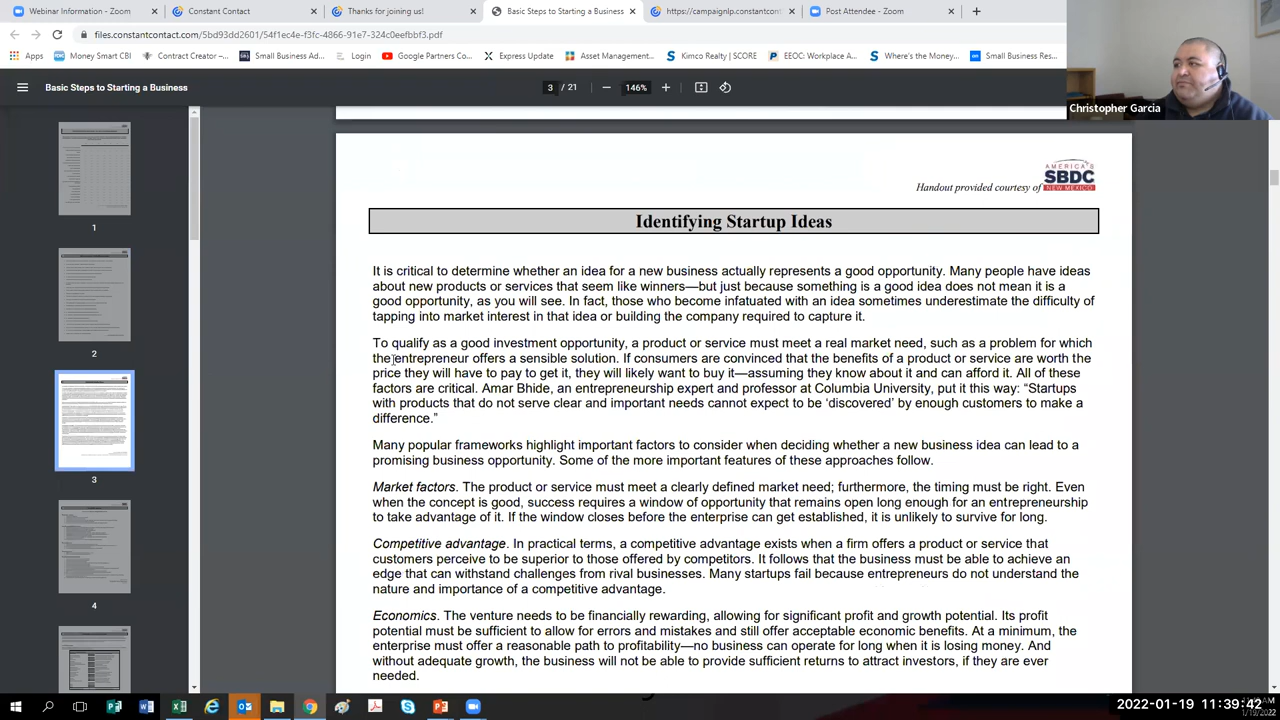 Webinar Information - Zoom
Constant Contact
Thanks for joining us!
Basic Steps to Starting a Business
https://campaignlp.constantcontact
Post Attendee - Zoom
files.constantcontact.com/5bd93dd2601/54f1ec4e-f3fc-4866-91e7-324c0eefbbf3.pdf
Apps
Money Smart CBI
Contract Creator –...
Small Business Ad...
Login
Google Partners Co...
Express Update
Asset Management...
Kimco Realty | SCORE
EEOC: Workplace A...
Where's the Money...
Small Business Res...
Basic Steps to Starting a Business
3 / 21
146%
Christopher Garcia
1
2
3
4
Handout provided courtesy of
AMERICA'S
SBDC
NEW MEXICO
Identifying Startup Ideas
It is critical to determine whether an idea for a new business actually represents a good opportunity. Many people have ideas
about new products or services that seem like winners—but just because something is a good idea does not mean it is a
good opportunity, as you will see. In fact, those who become infatuated with an idea sometimes underestimate the difficulty of
tapping into market interest in that idea or building the company required to capture it.
To qualify as a good investment opportunity, a product or service must meet a real market need, such as a problem for which
the entrepreneur offers a sensible solution. If consumers are convinced that the benefits of a product or service are worth the
price they will have to pay to get it, they will likely want to buy it—assuming they know about it and can afford it. All of these
factors are critical. Amar Bhide, an entrepreneurship expert and professor at Columbia University, put it this way: “Startups
with products that do not serve clear and important needs cannot expect to be ‘discovered’ by enough customers to make a
difference.”
Many popular frameworks highlight important factors to consider when deciding whether a new business idea can lead to a
promising business opportunity. Some of the more important features of these approaches follow.
Market factors. The product or service must meet a clearly defined market need; furthermore, the timing must be right. Even
when the concept is good, success requires a window of opportunity that remains open long enough for an entrepreneurship
to take advantage of it. If the window closes before the enterprise can get established, it is unlikely to survive for long.
Competitive advantage. In practical terms, a competitive advantage exists when a firm offers a product or service that
customers perceive to be superior to those offered by competitors. It follows that the business must be able to achieve an
edge that can withstand challenges from rival businesses. Many startups fail because entrepreneurs do not understand the
nature and importance of a competitive advantage.
Economics. The venture needs to be financially rewarding, allowing for significant profit and growth potential. Its profit
potential must be sufficient to allow for errors and mistakes and still offer acceptable economic benefits. At a minimum, the
enterprise must offer a reasonable path to profitability—no business can operate for long when it is losing money. And
without adequate growth, the business will not be able to provide sufficient returns to attract investors, if they are ever
needed.
2022-01-19 11:39:42
1/19/2022